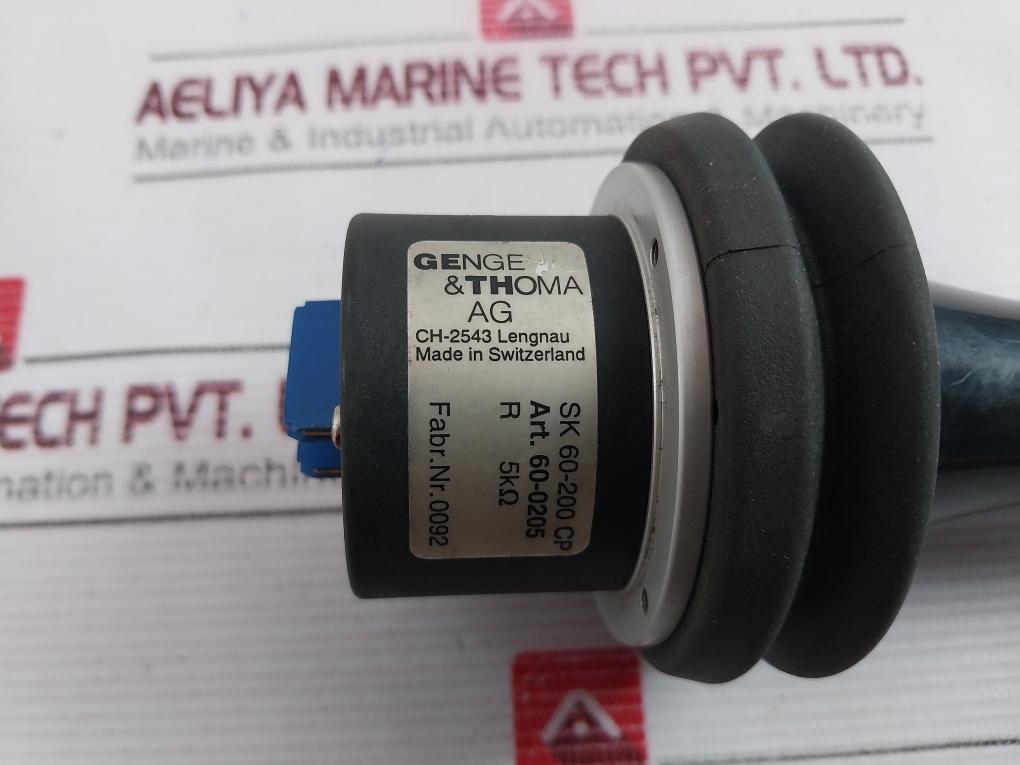 AELIYA MARINE TECH PVT. LTD.
Marine & Industrial Automation & Machinery
GENGE
&THOMA
AG
CH-2543 Lengnau
Made in Switzerland
SK 60-200 CP
Art. 60-0205
R 5kΩ
Fabr.Nr.0092
ECH PVT. L
mation & Machin